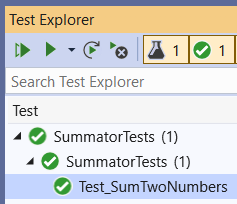 Test Explorer
1 1
Search Test Explorer
Test
SummatorTests (1)
SummatorTests (1)
Test_SumTwoNumbers